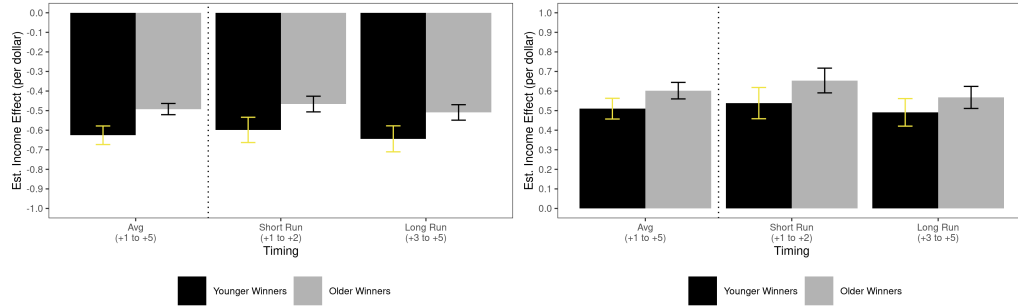 Est. Income Effect (per dollar)
0.0
-0.1
-0.2
-0.3
-0.4
-0.5
-0.6
-0.7
-0.8
-0.9
-1.0
Avg
(+1 to +5)
Short Run
(+1 to +2)
Long Run
(+3 to +5)
Timing
Younger Winners
Older Winners
Est. Income Effect (per dollar)
1.0
0.9
0.8
0.7
0.6
0.5
0.4
0.3
0.2
0.1
0.0
Avg
(+1 to +5)
Short Run
(+1 to +2)
Long Run
(+3 to +5)
Timing
Younger Winners
Older Winners